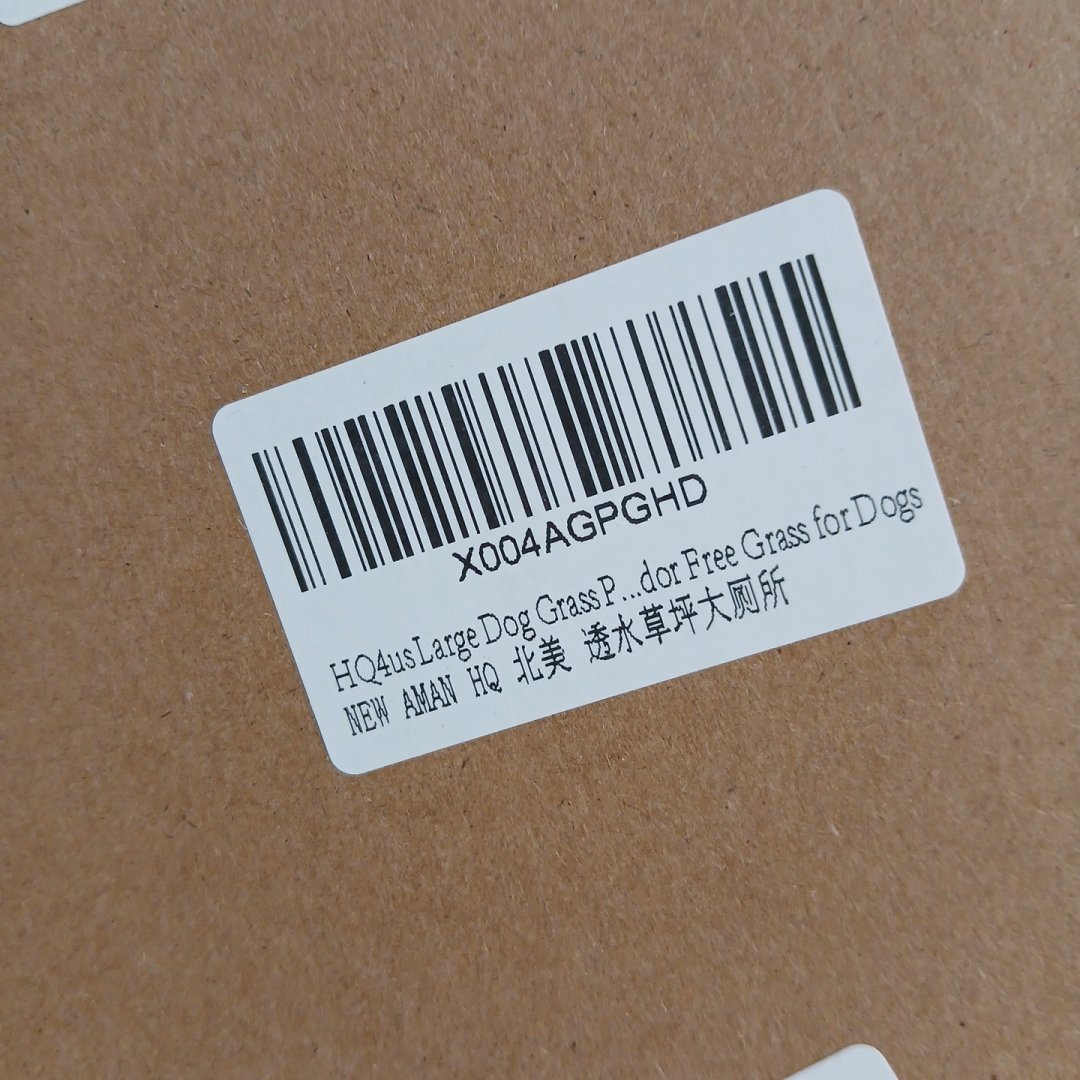 X004AGPGHD
HQ4us Large Dog Grass P...dor Free Grass for Dogs
NEW AMAN HQ 北美 透水草坪大厕所